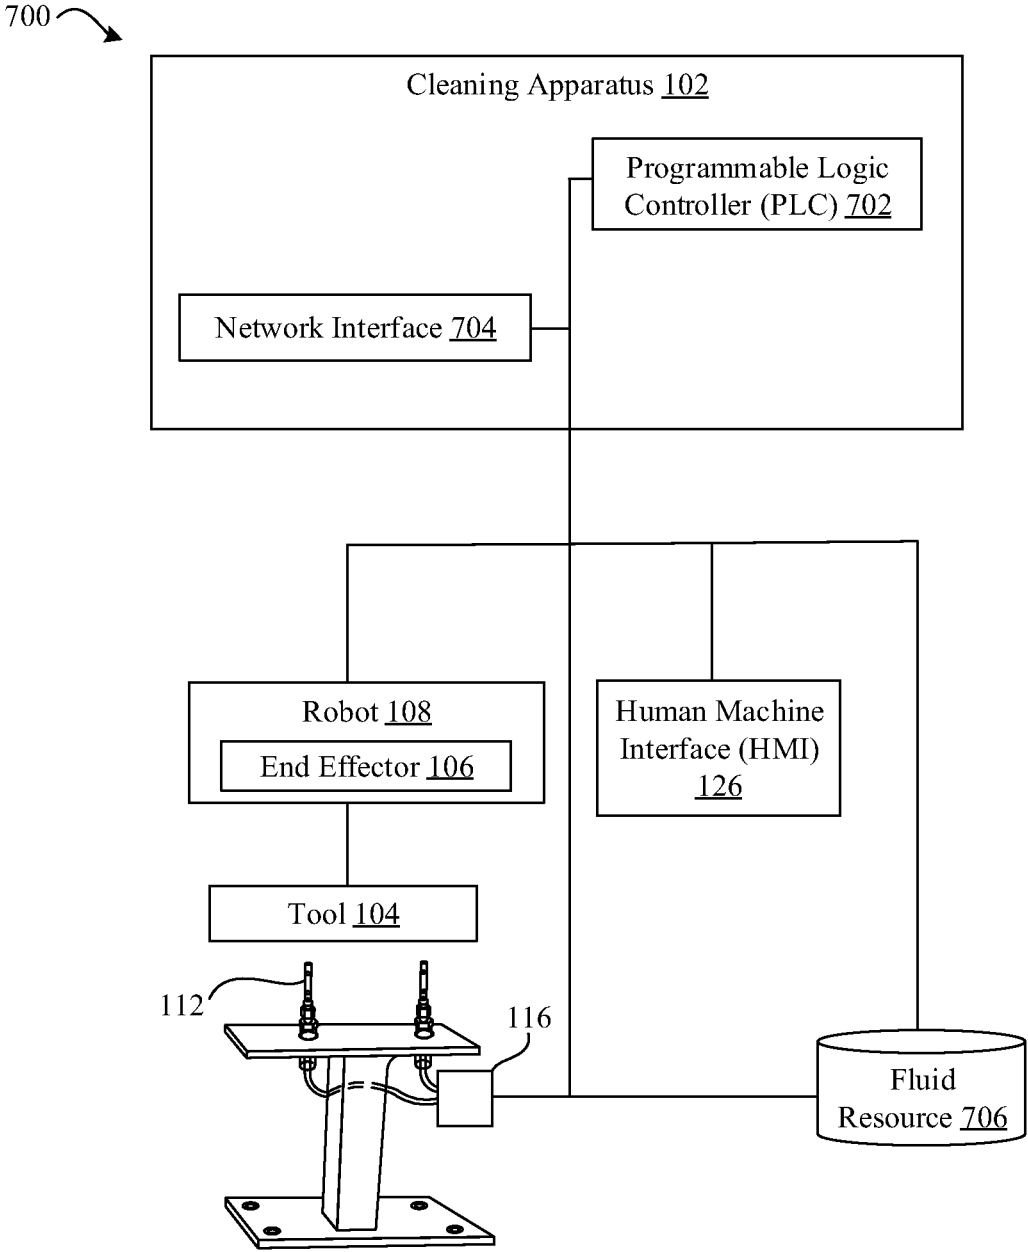 700
Cleaning Apparatus 102
Programmable Logic
Controller (PLC) 702
Network Interface 704
Robot 108
End Effector 106
Human Machine
Interface (HMI)
126
Tool 104
112
116
Fluid
Resource 706